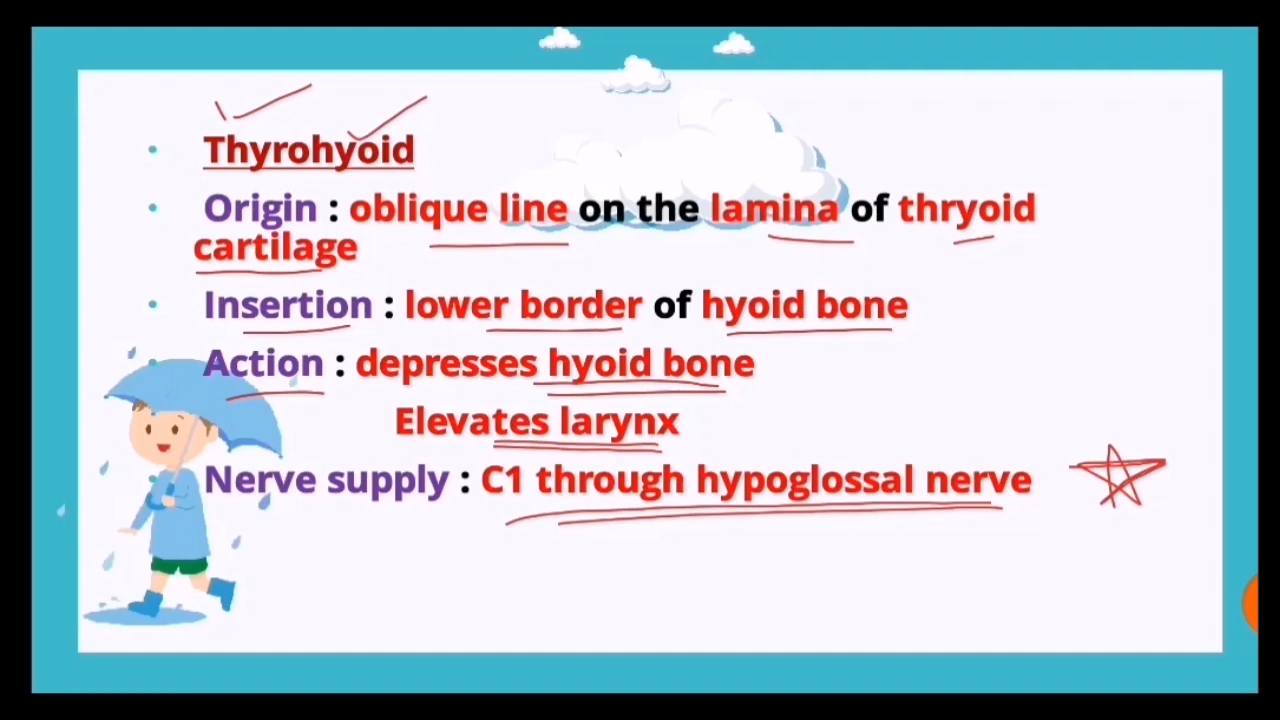 • Thyrohyoid
• Origin : oblique line on the lamina of thryoid
cartilage
• Insertion : lower border of hyoid bone
• Action : depresses hyoid bone
Elevates larynx
• Nerve supply : C1 through hypoglossal nerve